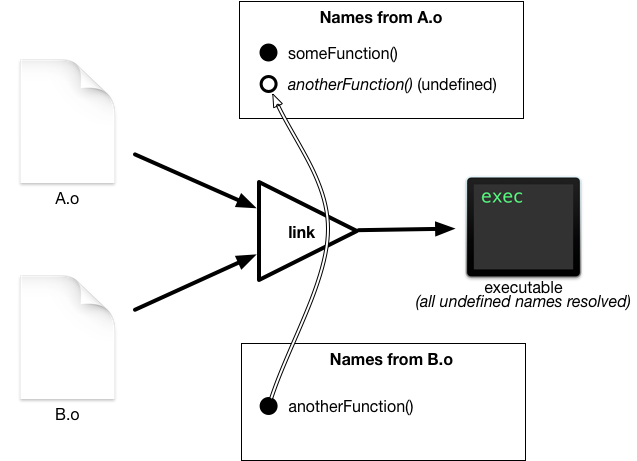 Names from A.o
someFunction()
anotherFunction() (undefined)
A.o
link
exec
executable
(all undefined names resolved)
Names from B.o
anotherFunction()
B.o